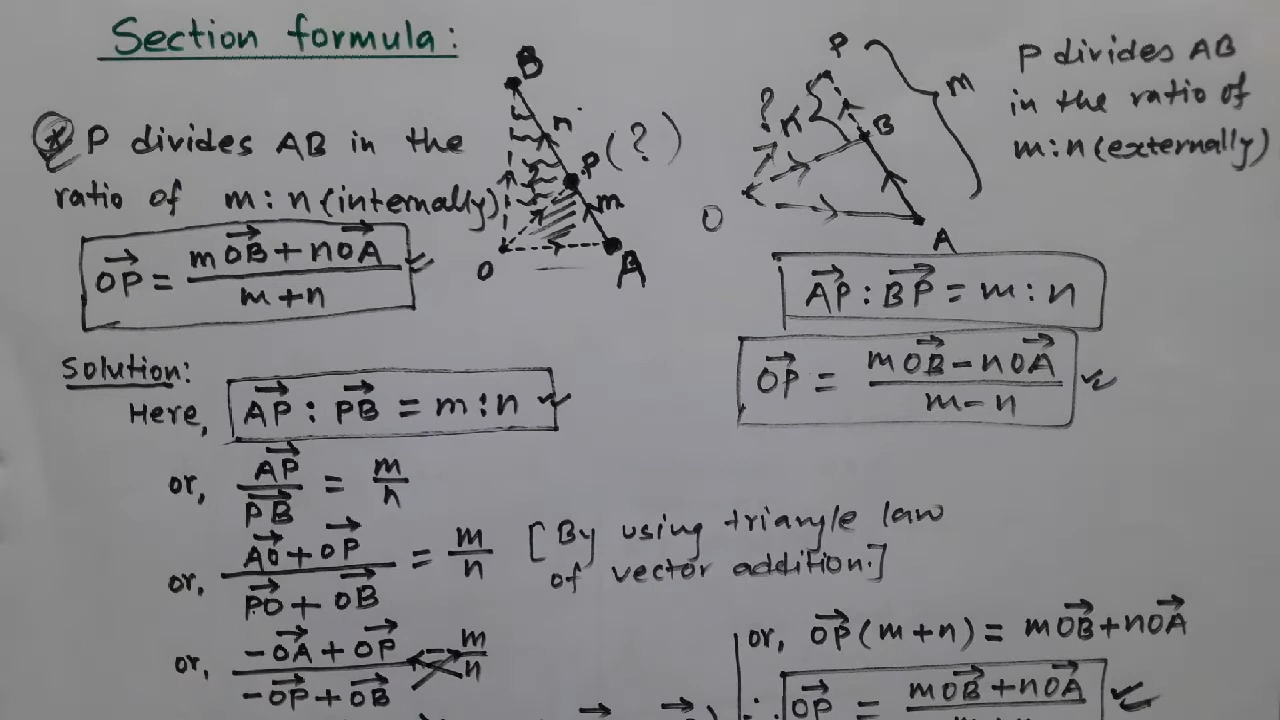 Section formula:
B
n
P (?)
m
O
A
P
m
?
n
B
O
A
P divides AB
in the ratio of
m:n (externally)
* P divides AB in the
ratio of m:n (internally)
→OP = (m→OB + n→OA) / (m+n)
→AP : →BP = m:n
→OP = (m→OB - n→OA) / (m-n)
Solution:
Here, →AP : →PB = m:n
or, →AP / →PB = m/n
or, (→AO + →OP) / (→PO + →OB) = m/n [By using triangle law
of vector addition.]
or, (-→OA + →OP) / (-→OP + →OB) m/n
or, →OP (m+n) = m→OB + n→OA
∴ →OP = m→OB + n→OA